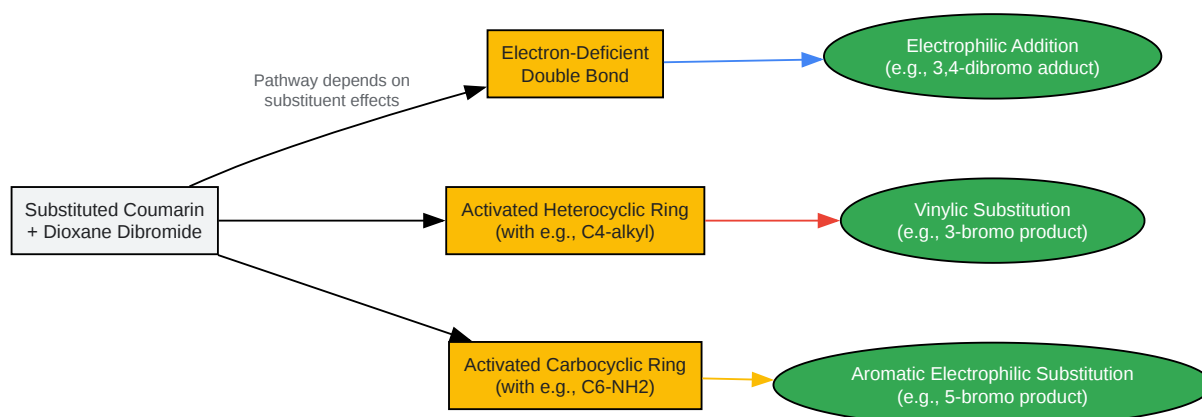 Pathway depends on
substituent effects
Substituted Coumarin
+ Dioxane Dibromide
Electron-Deficient
Double Bond
Electrophilic Addition
(e.g., 3,4-dibromo adduct)
Activated Heterocyclic Ring
(with e.g., C4-alkyl)
Vinylic Substitution
(e.g., 3-bromo product)
Activated Carbocyclic Ring
(with e.g., C6-NH2)
Aromatic Electrophilic Substitution
(e.g., 5-bromo product)